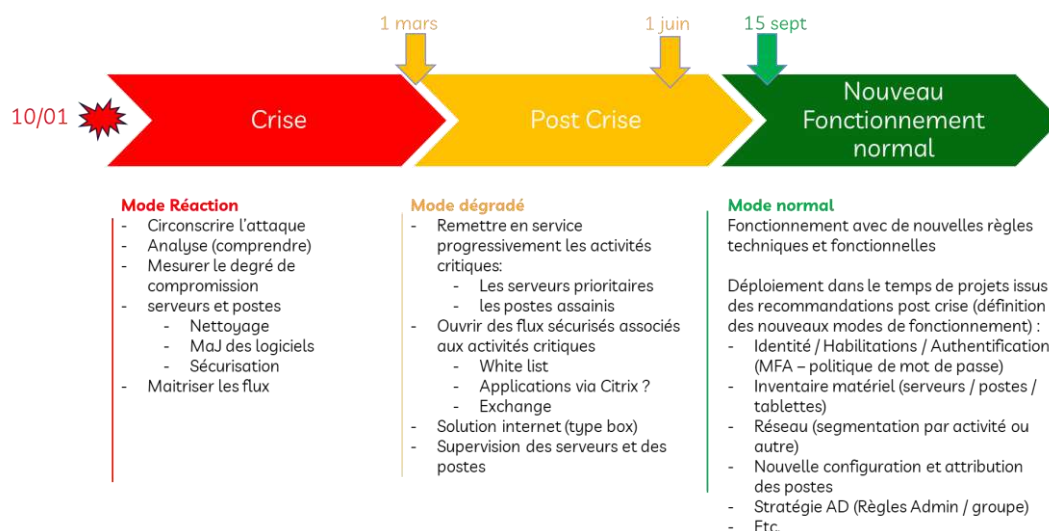 1 mars
1 juin
15 sept
10/01
Crise
Post Crise
Nouveau
Fonctionnement
normal
Mode Réaction
- Circonscrire l'attaque
- Analyse (comprendre)
- Mesurer le degré de
compromission
- serveurs et postes
- Nettoyage
- MaJ des logiciels
- Sécurisation
- Maitriser les flux
Mode dégradé
- Remettre en service
progressivement les activités
critiques:
- Les serveurs prioritaires
- les postes assainis
- Ouvrir des flux sécurisés associés
aux activités critiques
- White list
- Applications via Citrix ?
- Exchange
- Solution internet (type box)
- Supervision des serveurs et des
postes
Mode normal
Fonctionnement avec de nouvelles règles
techniques et fonctionnelles
Déploiement dans le temps de projets issus
des recommandations post crise (définition
des nouveaux modes de fonctionnement) :
- Identité / Habilitations / Authentification
(MFA – politique de mot de passe)
- Inventaire matériel (serveurs / postes /
tablettes)
- Réseau (segmentation par activité ou
autre)
- Nouvelle configuration et attribution
des postes
- Stratégie AD (Règles Admin / groupe)
- Etc.